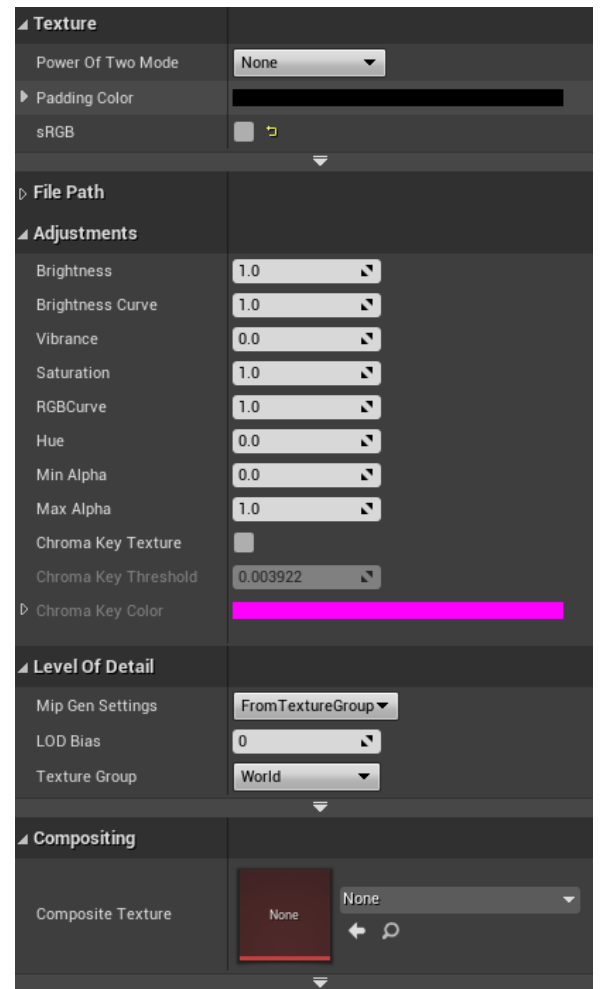 Texture
Power Of Two Mode None
Padding Color
sRGB
File Path
Adjustments
Brightness 1.0
Brightness Curve 1.0
Vibrance 0.0
Saturation 1.0
RGBCurve 1.0
Hue 0.0
Min Alpha 0.0
Max Alpha 1.0
Chroma Key Texture
Chroma Key Threshold 0.003922
Chroma Key Color
Level Of Detail
Mip Gen Settings FromTextureGroup
LOD Bias 0
Texture Group World
Compositing
None
Composite Texture None